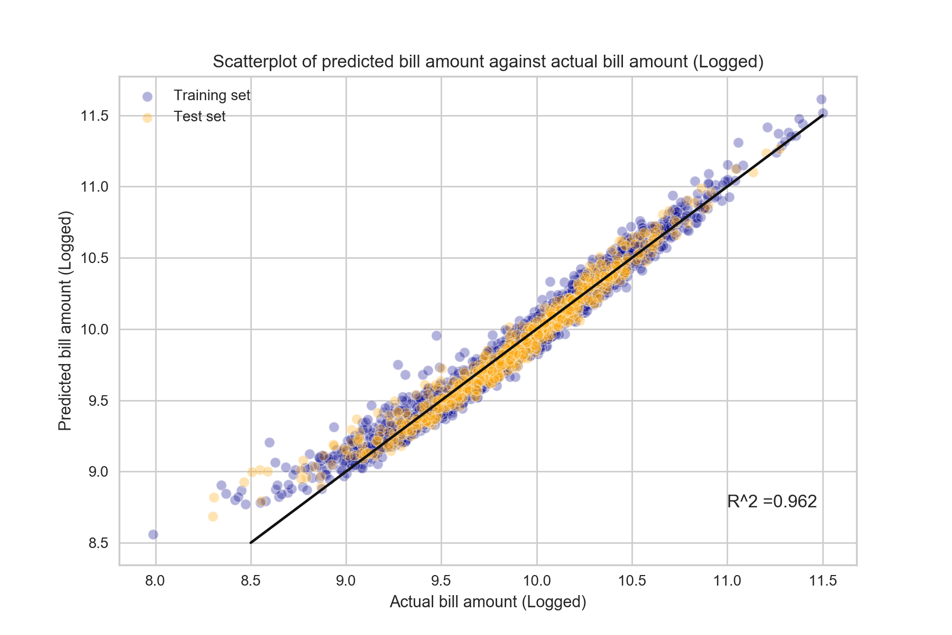 Scatterplot of predicted bill amount against actual bill amount (Logged)
Training set
Test set
11.5
11.0
10.5
10.0
9.5
9.0
8.5
Predicted bill amount (Logged)
R^2 =0.962
8.0 8.5 9.0 9.5 10.0 10.5 11.0 11.5
Actual bill amount (Logged)